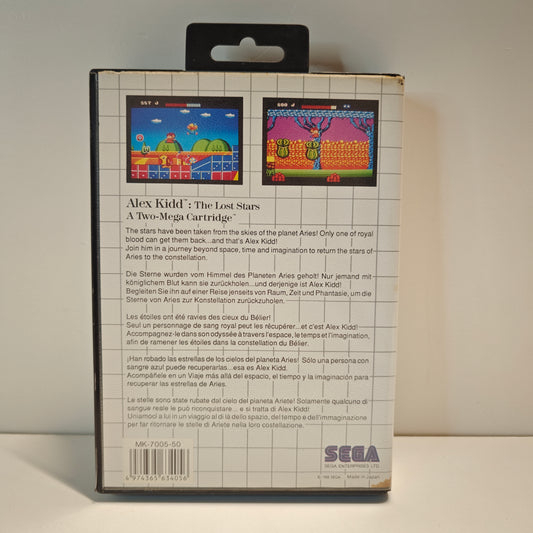 Alex Kidd™: The Lost Stars
A Two-Mega Cartridge™
The stars have been taken from the skies of the planet Aries! Only one of royal
blood can get them back...and that's Alex Kidd!
Join him in a journey beyond space, time and imagination to return the stars of
Aries to the constellation.
Die Sterne wurden vom Himmel des Planeten Aries geholt! Nur jemand mit
königlichem Blut kann sie zurückholen...und derjenige ist Alex Kidd!
Begleiten Sie ihn auf einer Reise jenseits von Raum, Zeit und Phantasie, um die
Sterne von Aries zur Konstellation zurückzuholen.
Les étoiles ont été ravies des cieux du Bélier!
Seul un personnage de sang royal peut les récupérer...et c'est Alex Kidd!
Accompagnez-le dans son odyssée à travers l'espace, le temps et l'imagination,
afin de ramener les étoiles dans la constellation du Bélier.
¡Han robado las estrellas de los cielos del planeta Aries! Sólo una persona con
sangre azul puede recuperarlas...esa es Alex Kidd.
Acompáñele en un Viaje más allá del espacio, el tiempo y la imaginación para
recuperar las estrellas de Aries.
Le stelle sono state rubate dal cielo del pianeta Ariete! Solamente qualcuno di
sangue reale le può riconquistare...e si tratta di Alex Kidd!
Uniamoci a lui in un viaggio al di là dello spazio, del tempo e dell'immaginazione
per far ritornare le stelle di Ariete nella loro costellazione.
MK-7005-50
4 974365 634056
SEGA
SEGA ENTERPRISES LTD.
SEGA Made in Japan